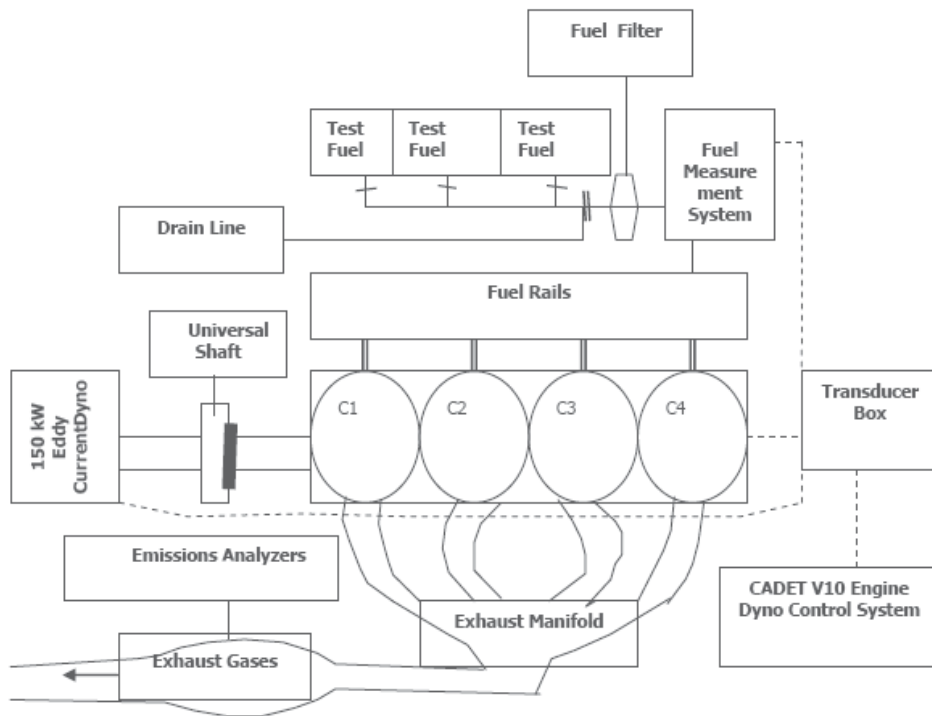 Fuel Filter
Test
Fuel
Test
Fuel
Test
Fuel
Fuel
Measure
ment
System
Drain Line
Fuel Rails
Universal
Shaft
150 kW
Eddy
CurrentDyno
C1
C2
C3
C4
Transducer
Box
Emissions Analyzers
Exhaust Manifold
CADET V10 Engine
Dyno Control System
Exhaust Gases